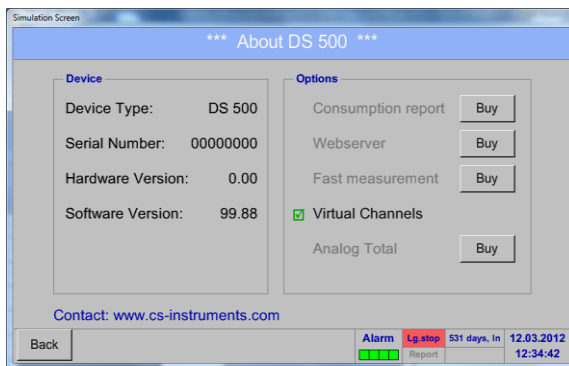 Simulation Screen
*** About DS 500 ***
Device
Device Type: DS 500
Serial Number: 00000000
Hardware Version: 0.00
Software Version: 99.88
Options
Consumption report Buy
Webserver Buy
Fast measurement Buy
Virtual Channels
Analog Total Buy
Contact: www.cs-instruments.com
Back
Alarm Lg.stop 531 days, ln 12.03.2012
Report 12:34:42